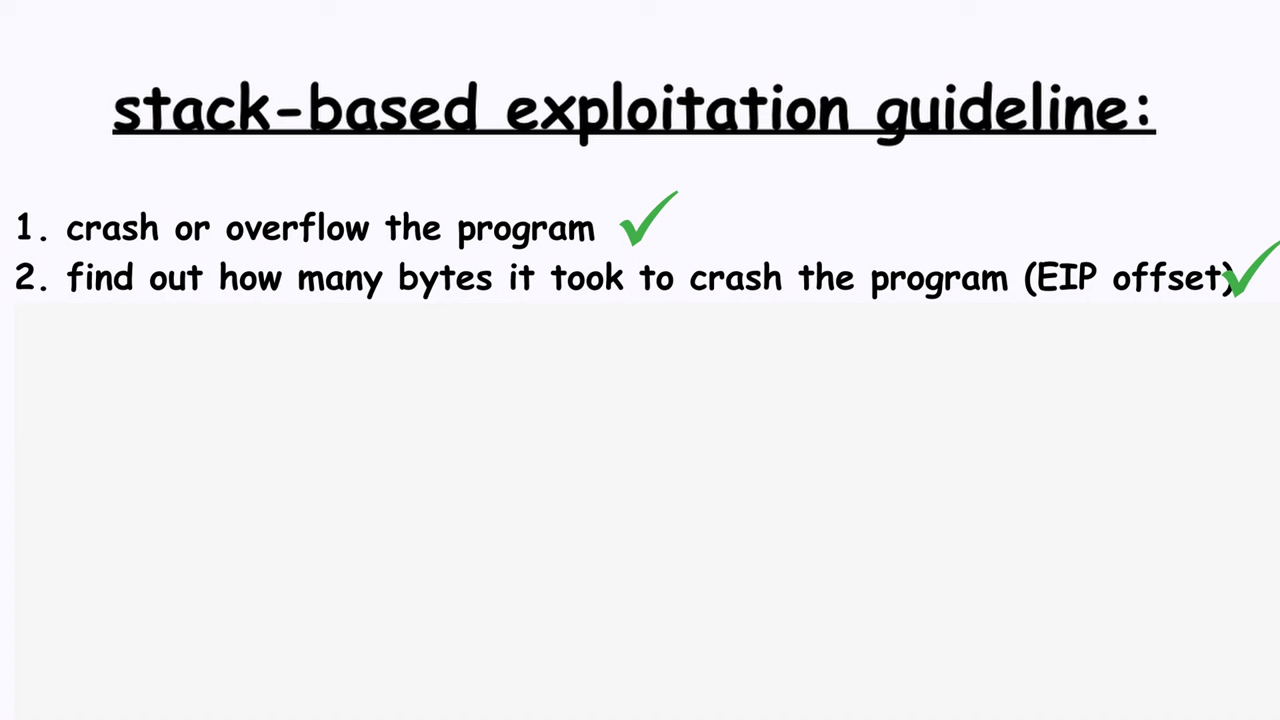 stack-based exploitation guideline:
1. crash or overflow the program
2. find out how many bytes it took to crash the program (EIP offset)